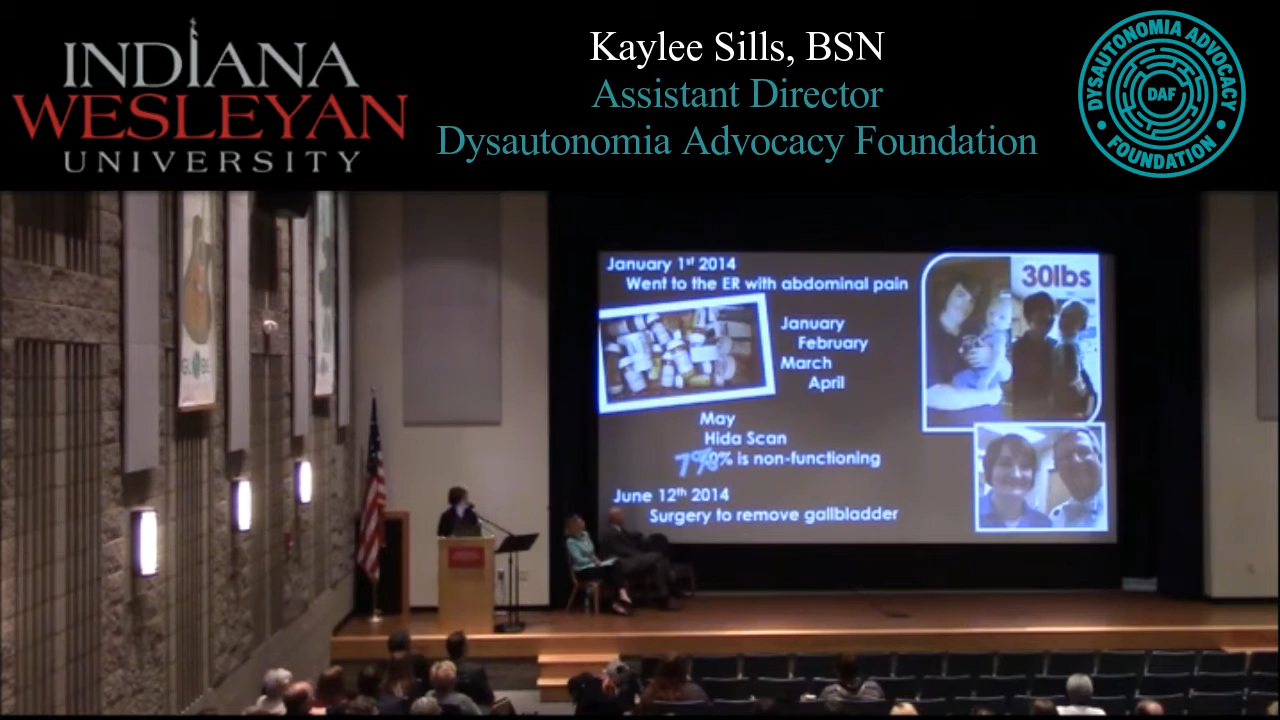 INDIANA
WESLEYAN
UNIVERSITY
Kaylee Sills, BSN
Assistant Director
Dysautonomia Advocacy Foundation
DYSAUTONOMIA ADVOCACY
DAF
• FOUNDATION •
January 1st 2014
Went to the ER with abdominal pain
30lbs
January
February
March
April
May
Hida Scan
7% is non-functioning
June 12th 2014
Surgery to remove gallbladder